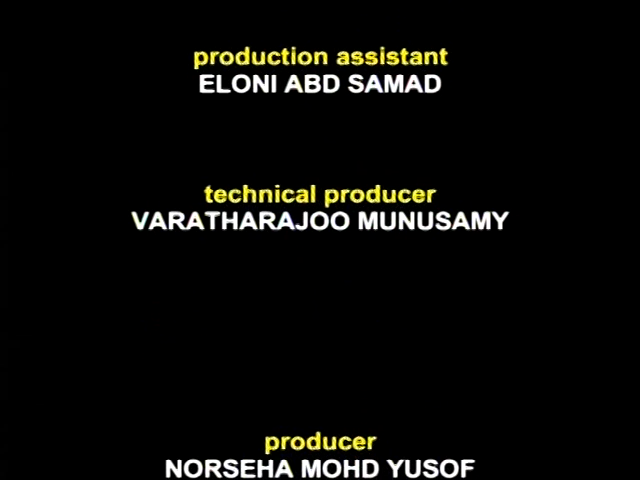 production assistant
ELONI ABD SAMAD
technical producer
VARATHARAJOO MUNUSAMY
producer
NORSEHA MOHD YUSOF